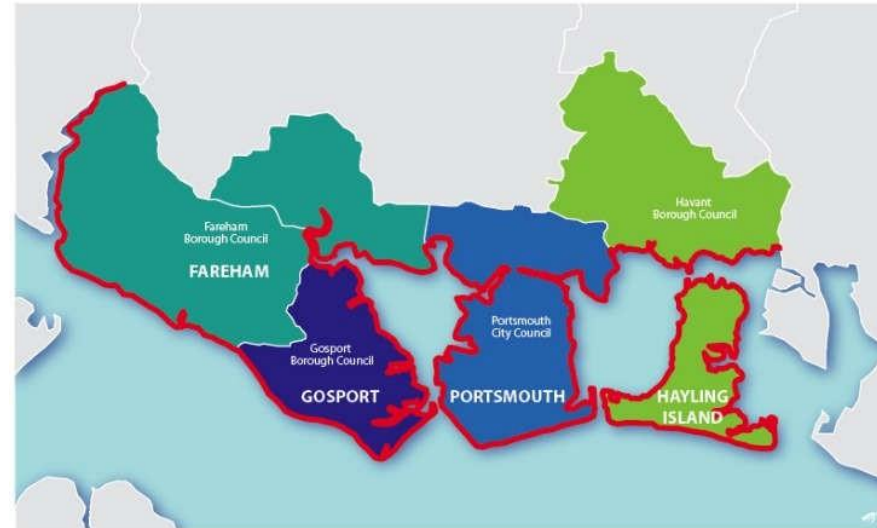 Fareham
Borough Council
FAREHAM
Gosport
Borough Council
GOSPORT
Portsmouth
City Council
PORTSMOUTH
Havant
Borough Council
HAYLING
ISLAND